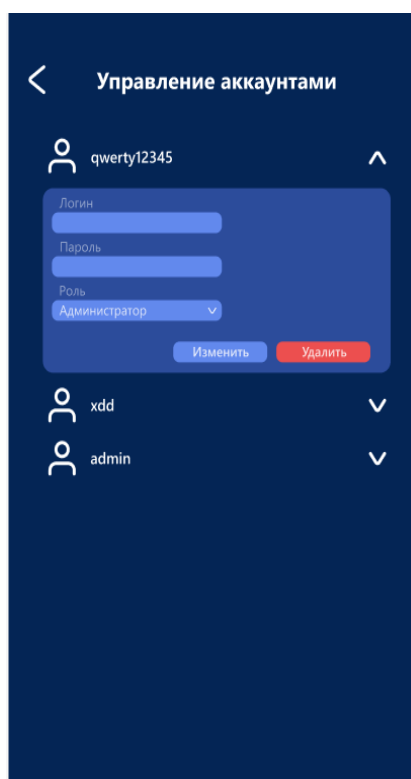 Управление аккаунтами
qwerty12345
Логин
Пароль
Роль
Администратор
Изменить Удалить
xdd
admin